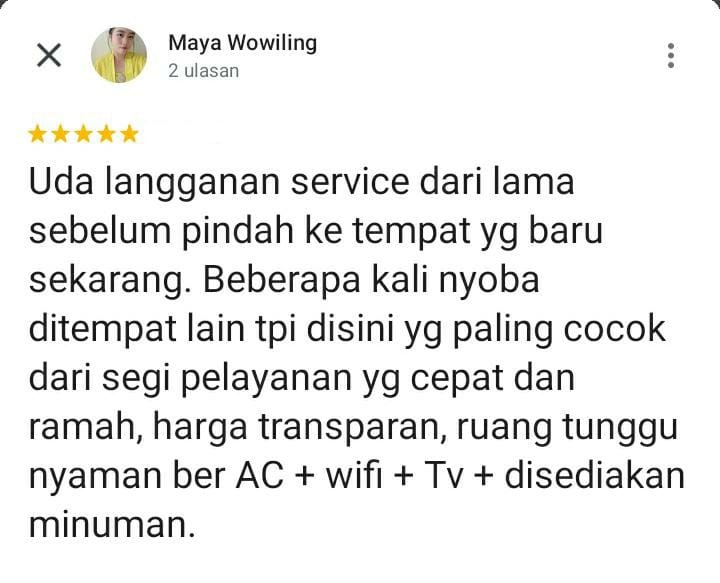 Maya Wowiling
2 ulasan
Uda langganan service dari lama
sebelum pindah ke tempat yg baru
sekarang. Beberapa kali nyoba
ditempat lain tpi disini yg paling cocok
dari segi pelayanan yg cepat dan
ramah, harga transparan, ruang tunggu
nyaman ber AC + wifi + Tv + disediakan
minuman.